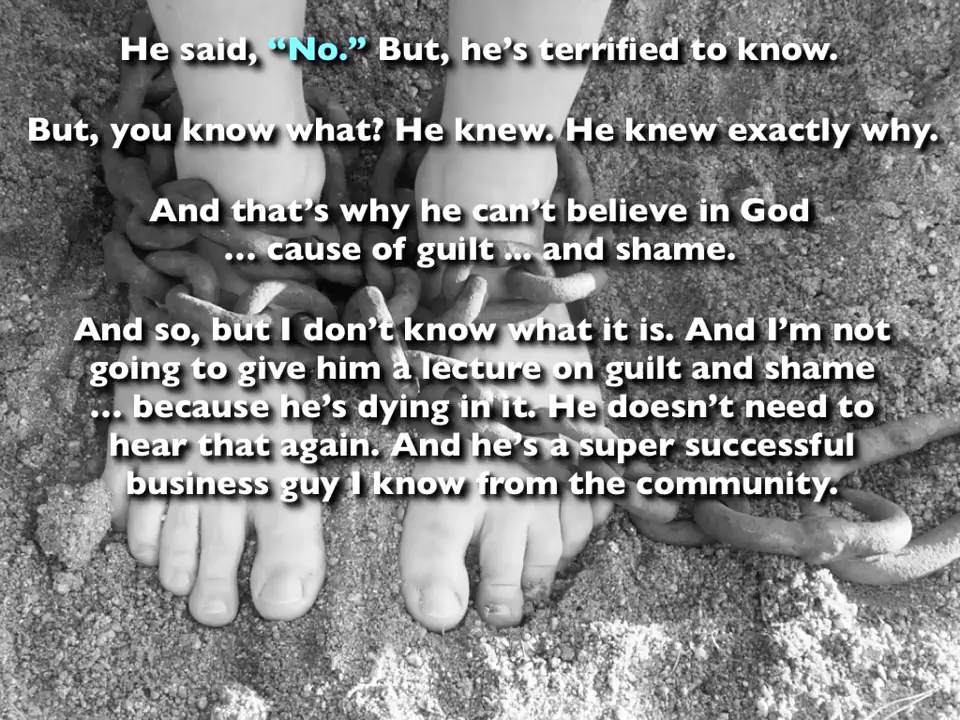 He said, “No.” But, he’s terrified to know.
But, you know what? He knew. He knew exactly why.
And that’s why he can’t believe in God
... cause of guilt ... and shame.
And so, but I don’t know what it is. And I’m not
going to give him a lecture on guilt and shame
... because he’s dying in it. He doesn’t need to
hear that again. And he’s a super successful
business guy I know from the community.